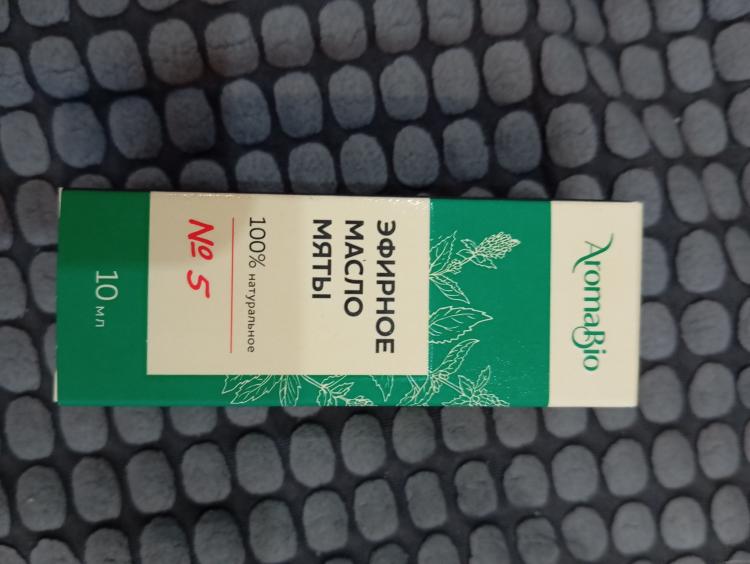 AromaBio
ЭФИРНОЕ
МАСЛО
МЯТЫ
100% натуральное
№ 5
10 мл